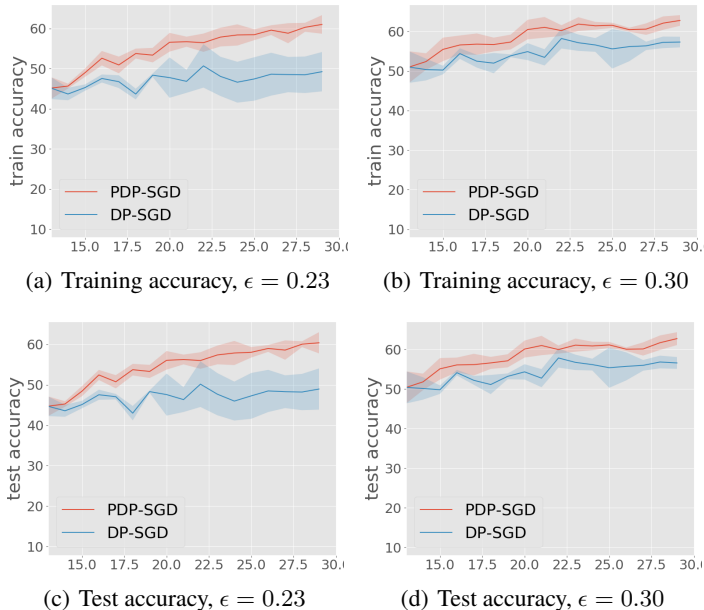 60
50
40
30
20
10
train accuracy
PDP-SGD
DP-SGD
15.0 17.5 20.0 22.5 25.0 27.5 30.0
(a) Training accuracy, ϵ = 0.23
60
50
40
30
20
10
train accuracy
PDP-SGD
DP-SGD
15.0 17.5 20.0 22.5 25.0 27.5 30.0
(b) Training accuracy, ϵ = 0.30
60
50
40
30
20
10
test accuracy
PDP-SGD
DP-SGD
15.0 17.5 20.0 22.5 25.0 27.5 30.0
(c) Test accuracy, ϵ = 0.23
60
50
40
30
20
10
test accuracy
PDP-SGD
DP-SGD
15.0 17.5 20.0 22.5 25.0 27.5 30.0
(d) Test accuracy, ϵ = 0.30